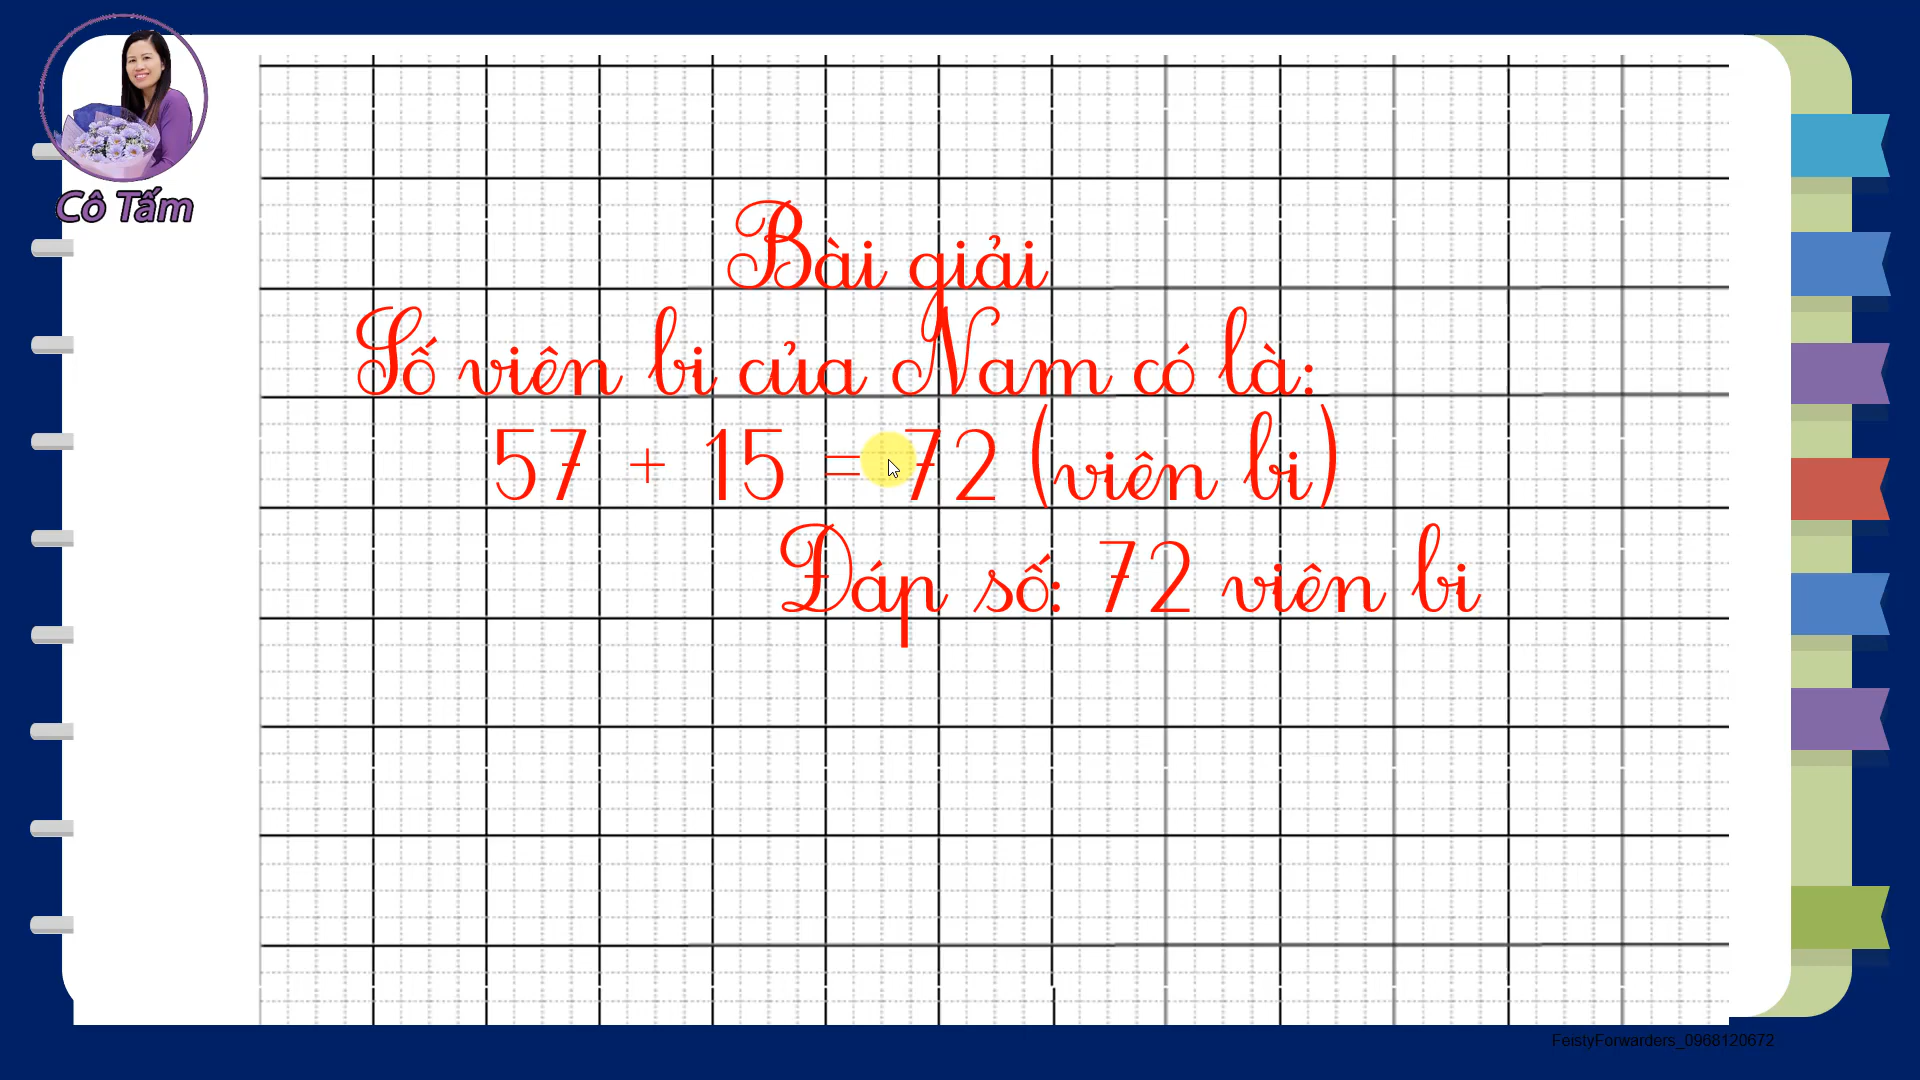 Cô Tấm
Bài giải
Số viên bi của Nam có là:
57 + 15 = 72 (viên bi)
Đáp số: 72 viên bi
FeistyForwarders_0968120672